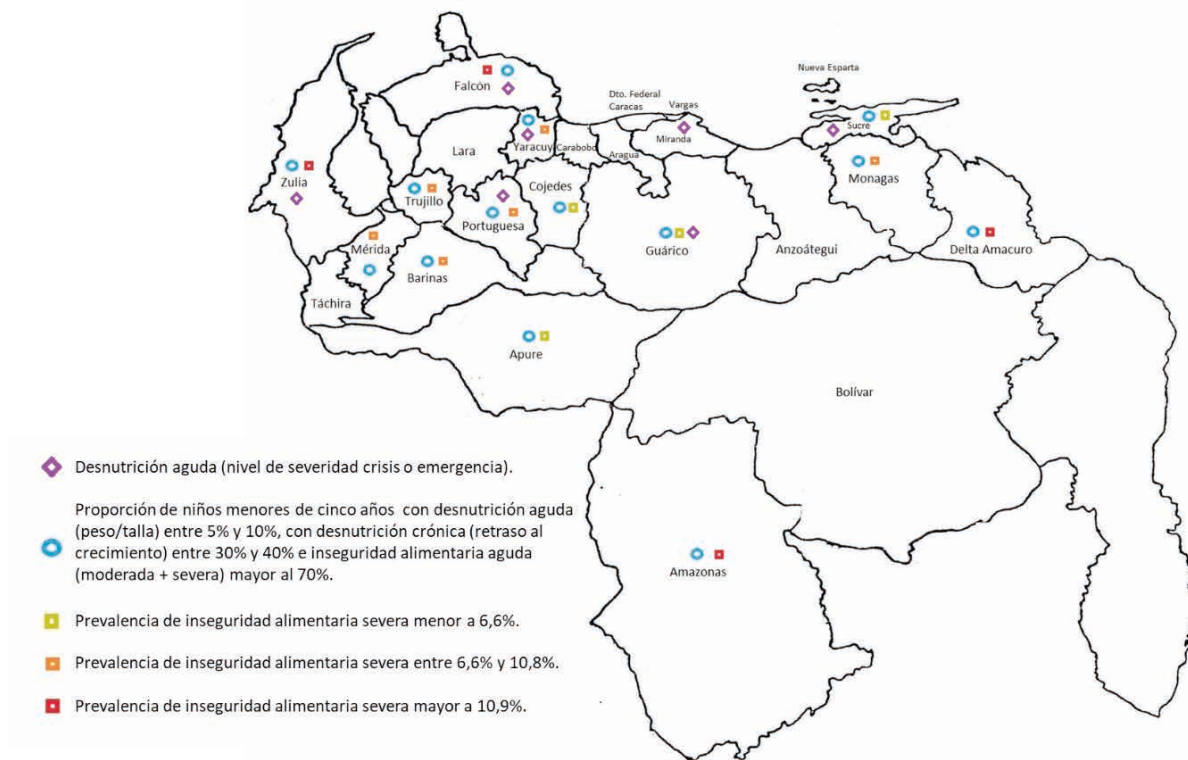 Nueva Esparta
Falcón
Dto. Federal
Caracas
Vargas
Sucre
Miranda
Yaracuy
Carabobo
Lara
Aragua
Zulia
Cojedes
Monagas
Trujillo
Portuguesa
Mérida
Guárico
Anzoátegui
Delta Amacuro
Barinas
Táchira
Apure
Bolívar
Amazonas
Desnutrición aguda (nivel de severidad crisis o emergencia).
Proporción de niños menores de cinco años con desnutrición aguda
(peso/talla) entre 5% y 10%, con desnutrición crónica (retraso al
crecimiento) entre 30% y 40% e inseguridad alimentaria aguda
(moderada + severa) mayor al 70%.
Prevalencia de inseguridad alimentaria severa menor a 6,6%.
Prevalencia de inseguridad alimentaria severa entre 6,6% y 10,8%.
Prevalencia de inseguridad alimentaria severa mayor a 10,9%.